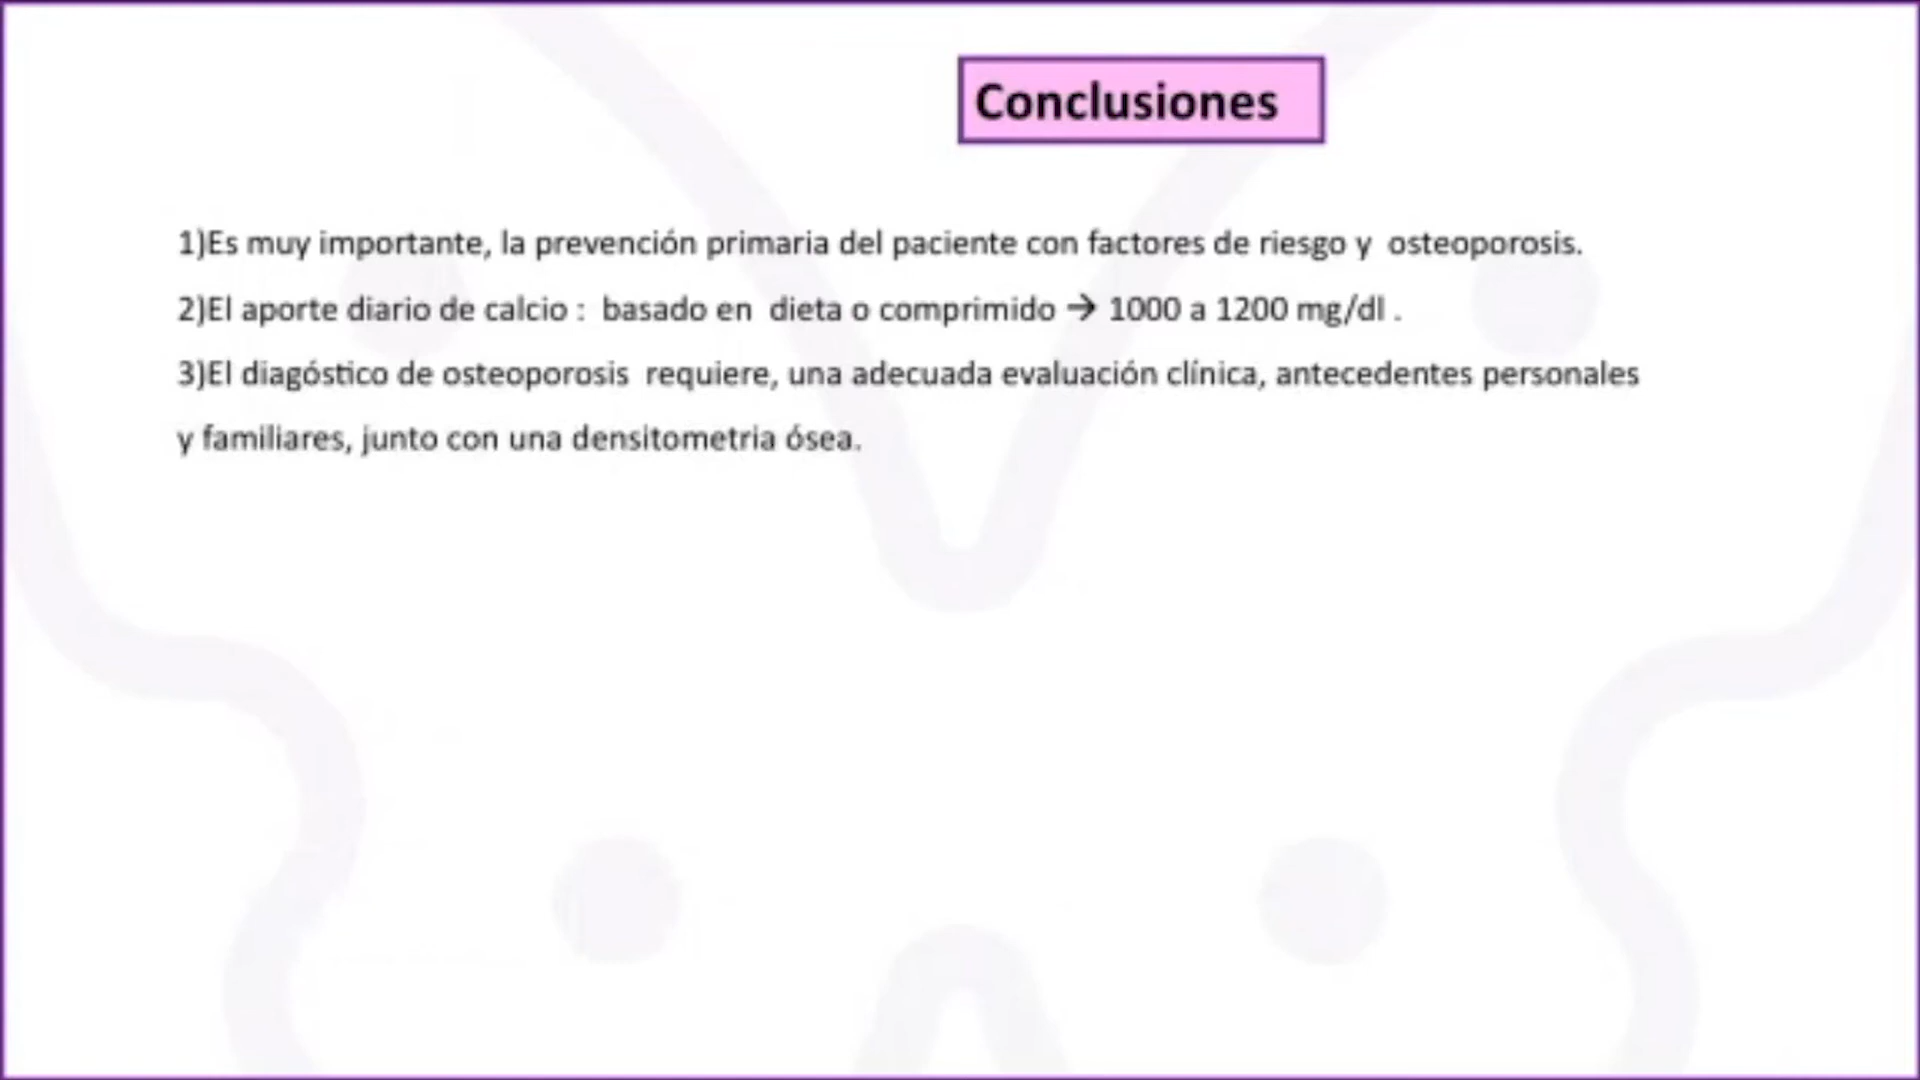 Conclusiones
1)Es muy importante, la prevención primaria del paciente con factores de riesgo y osteoporosis.
2)El aporte diario de calcio : basado en dieta o comprimido → 1000 a 1200 mg/dl .
3)El diagóstico de osteoporosis requiere, una adecuada evaluación clínica, antecedentes personales
y familiares, junto con una densitometria ósea.